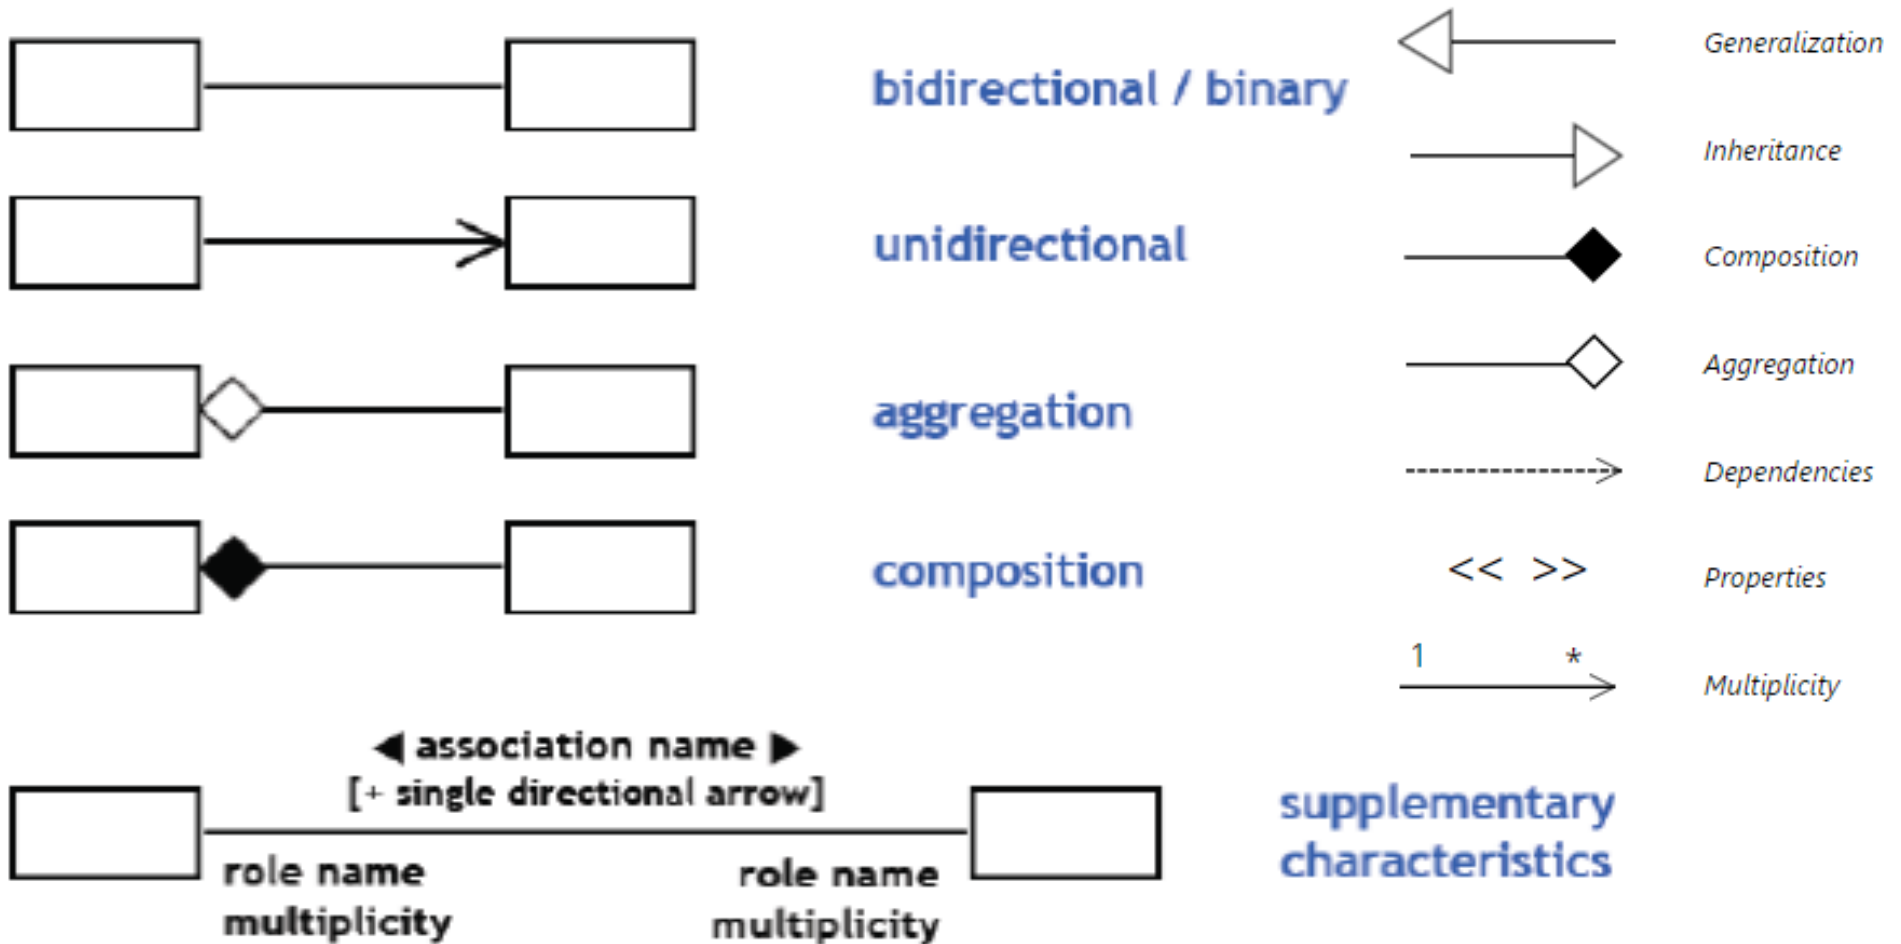 bidirectional / binary
unidirectional
aggregation
composition
◀ association name ▶
[+ single directional arrow]
role name
multiplicity
role name
multiplicity
supplementary
characteristics
Generalization
Inheritance
Composition
Aggregation
Dependencies
<< >> Properties
1 *
Multiplicity